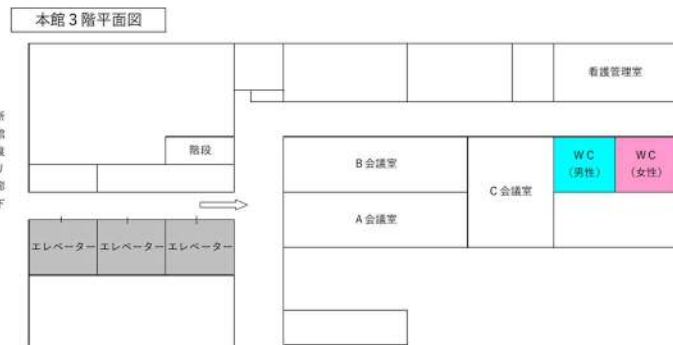 本館３階平面図
看護管理室
階段
B会議室
C会議室
WC
(男性)
WC
(女性)
A会議室
エレベーター
エレベーター
エレベーター